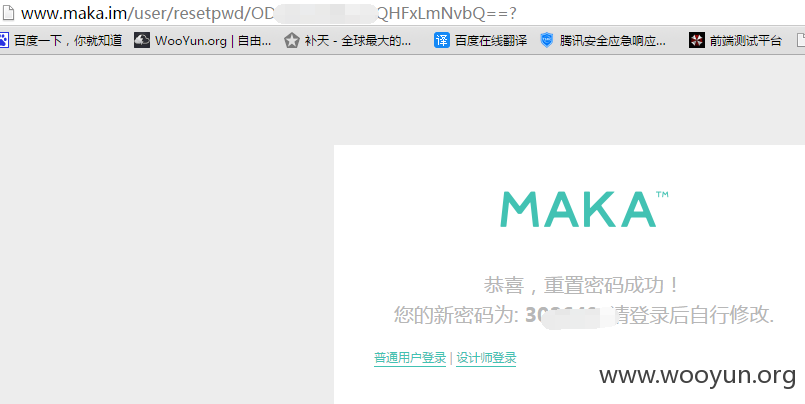 www.maka.im/user/resetpwd/OD QHFxLmNvbQ==?
百度一下，你就知道 WooYun.org | 自由... 补天 - 全球最大的... 译 百度在线翻译 腾讯安全应急响应... 前端测试平台
MAKA™
恭喜，重置密码成功！
您的新密码为: 30 请登录后自行修改.
普通用户登录 | 设计师登录
www.wooyun.org